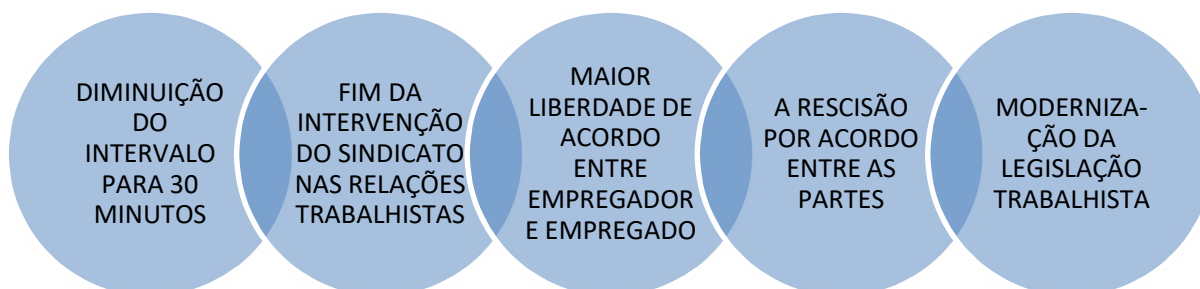 DIMINUIÇÃO
DO
INTERVALO
PARA 30
MINUTOS
FIM DA
INTERVENÇÃO
DO SINDICATO
NAS RELAÇÕES
TRABALHISTAS
MAIOR
LIBERDADE DE
ACORDO
ENTRE
EMPREGADOR
E EMPREGADO
A RESCISÃO
POR ACORDO
ENTRE AS
PARTES
MODERNIZA-
ÇÃO DA
LEGISLAÇÃO
TRABALHISTA